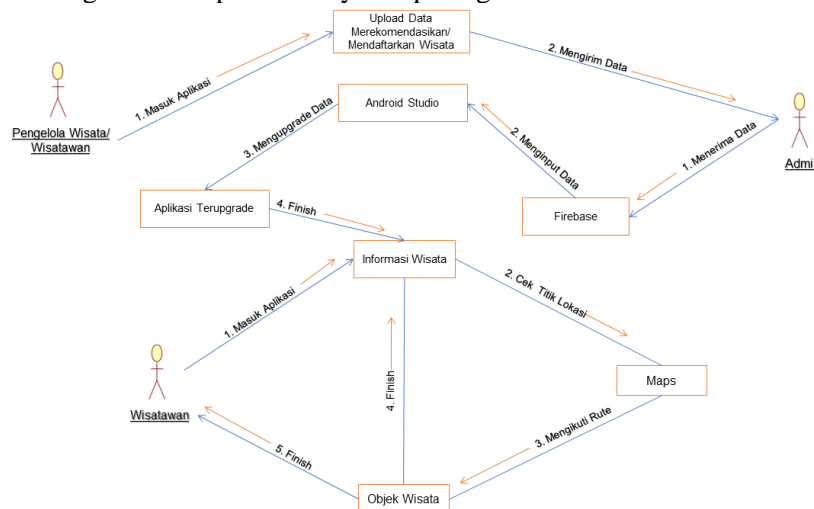 Upload Data
Merekomendasikan/
Mendaftarkan Wisata
2. Mengirim Data
1. Masuk Aplikasi
Pengelola Wisata/
Wisatawan
Android Studio
3. Mengupgrade Data
2. Menginput Data
1. Menerima Data
Admi
Aplikasi Terupgrade
4. Finish
Firebase
Informasi Wisata
2. Cek Titik Lokasi
1. Masuk Aplikasi
4. Finish
Maps
Wisatawan
3. Mengikuti Rute
5. Finish
Objek Wisata